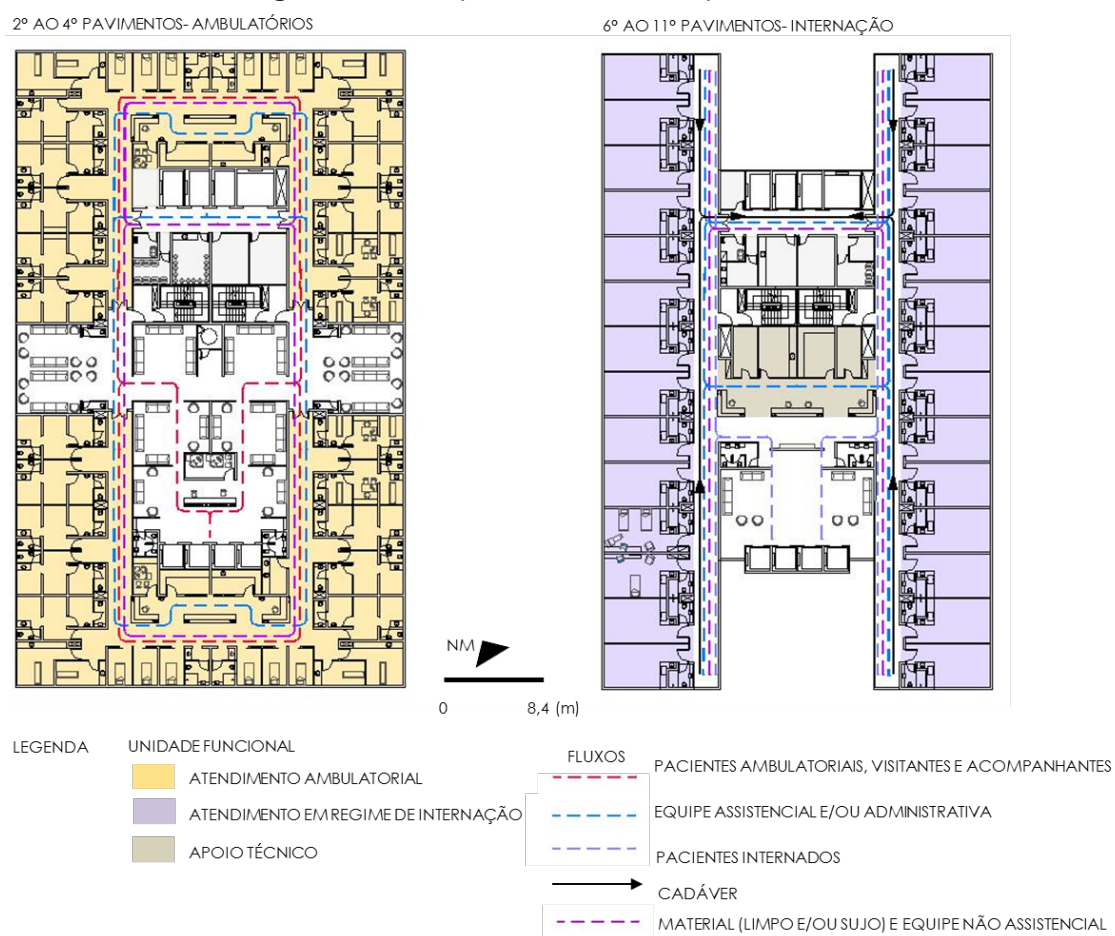 2º AO 4º PAVIMENTOS- AMBULATÓRIOS
6º AO 11º PAVIMENTOS- INTERNAÇÃO
NM
0 8,4 (m)
LEGENDA
UNIDADE FUNCIONAL
ATENDIMENTO AMBULATORIAL
ATENDIMENTO EM REGIME DE INTERNAÇÃO
APOIO TÉCNICO
FLUXOS
PACIENTES AMBULATORIAIS, VISITANTES E ACOMPANHANTES
EQUIPE ASSISTENCIAL E/OU ADMINISTRATIVA
PACIENTES INTERNADOS
CADÁVER
MATERIAL (LIMPO E/OU SUJO) E EQUIPE NÃO ASSISTENCIAL